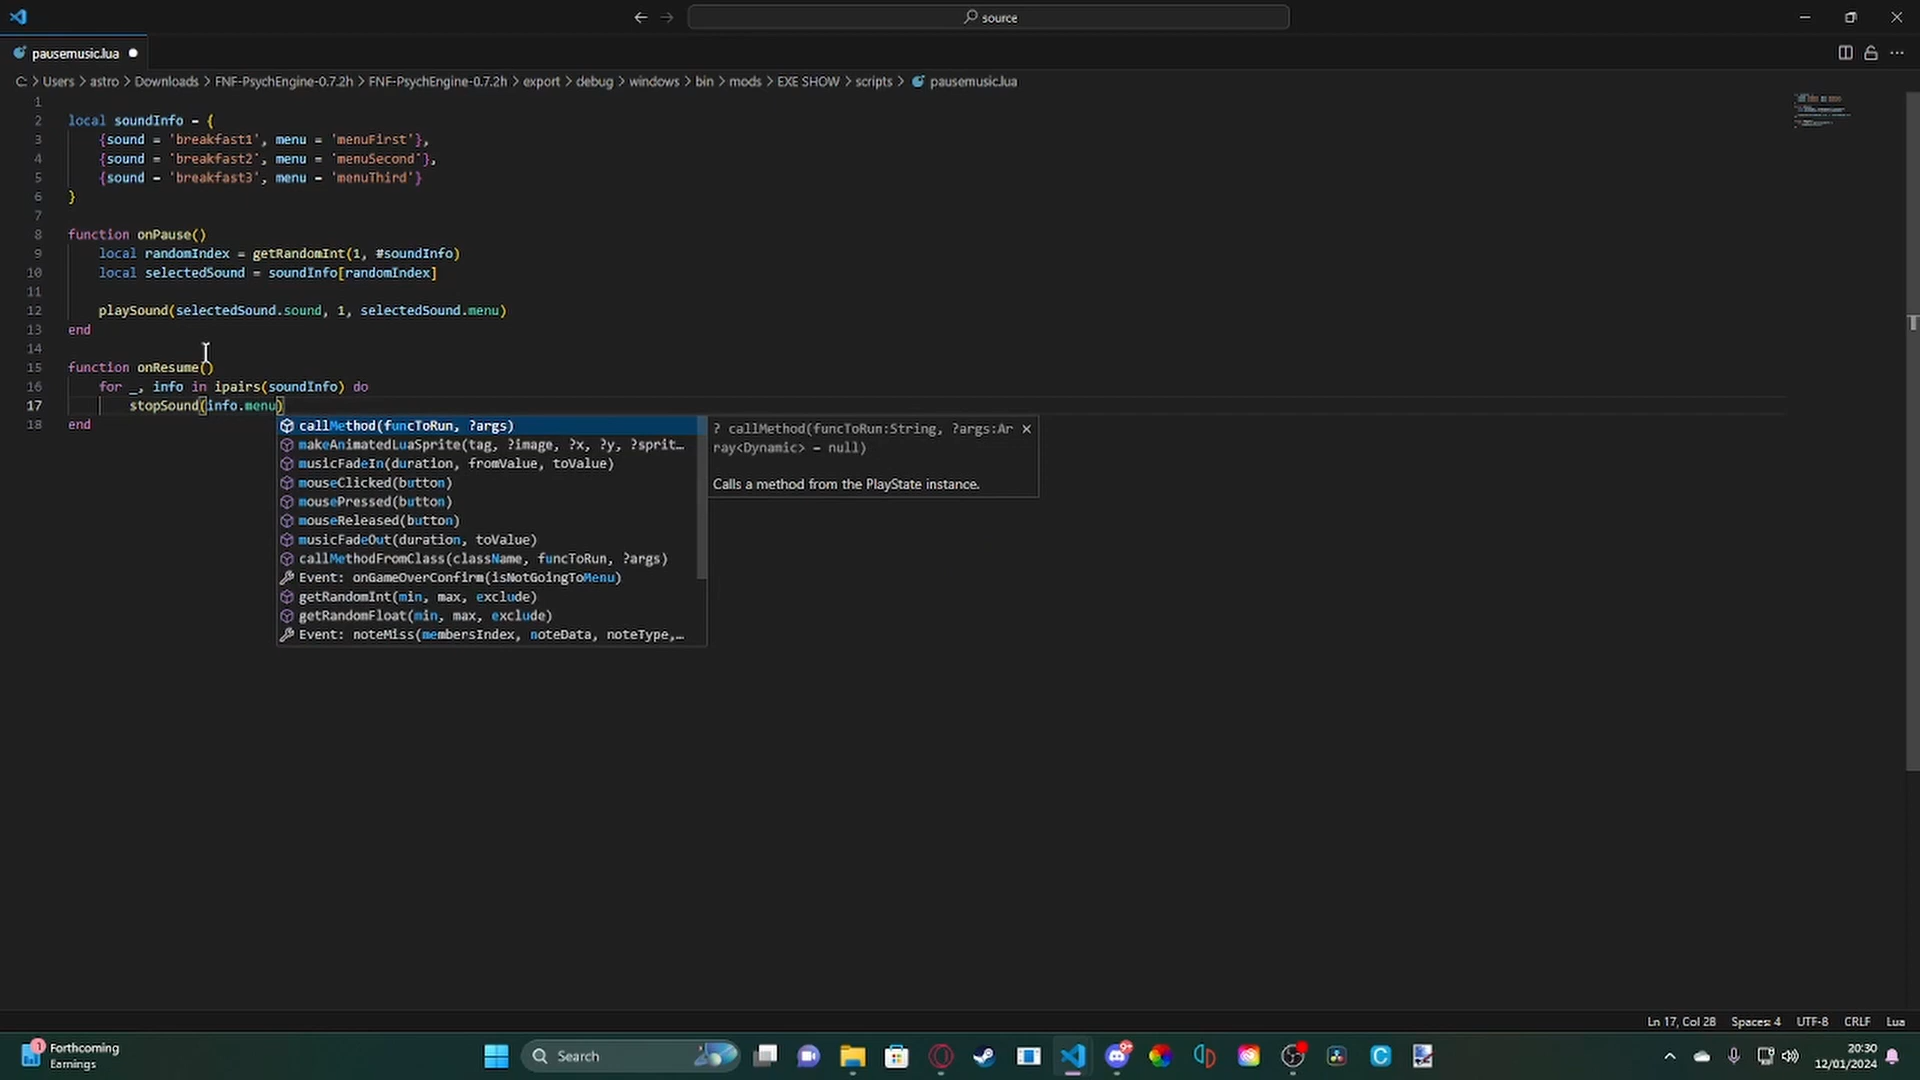 source
pausemusic.lua
C: > Users > astro > Downloads > FNF-PsychEngine-0.7.2h > FNF-PsychEngine-0.7.2h > export > debug > windows > bin > mods > EXE SHOW > scripts > pausemusic.lua
1
2 local soundInfo = {
3 {sound = 'breakfast1', menu = 'menuFirst'},
4 {sound = 'breakfast2', menu = 'menuSecond'},
5 {sound = 'breakfast3', menu = 'menuThird'}
6 }
7
8 function onPause()
9 local randomIndex = getRandomInt(1, #soundInfo)
10 local selectedSound = soundInfo[randomIndex]
11
12 playSound(selectedSound.sound, 1, selectedSound.menu)
13 end
14
15 function onResume()
16 for _, info in ipairs(soundInfo) do
17 stopSound(info.menu)
18 end
callMethod(funcToRun, ?args)
makeAnimatedLuaSprite(tag, ?image, ?x, ?y, ?sprit…
musicFadeIn(duration, fromValue, toValue)
mouseClicked(button)
mousePressed(button)
mouseReleased(button)
musicFadeOut(duration, toValue)
callMethodFromClass(className, funcToRun, ?args)
Event: onGameOverConfirm(isNotGoingToMenu)
getRandomInt(min, max, exclude)
getRandomFloat(min, max, exclude)
Event: noteMiss(membersIndex, noteData, noteType,…
? callMethod(funcToRun:String, ?args:Ar
ray<Dynamic> = null)
Calls a method from the PlayState instance.
Ln 17, Col 28 Spaces: 4 UTF-8 CRLF Lua
1
Forthcoming
Earnings
Search
9+
20:30
12/01/2024